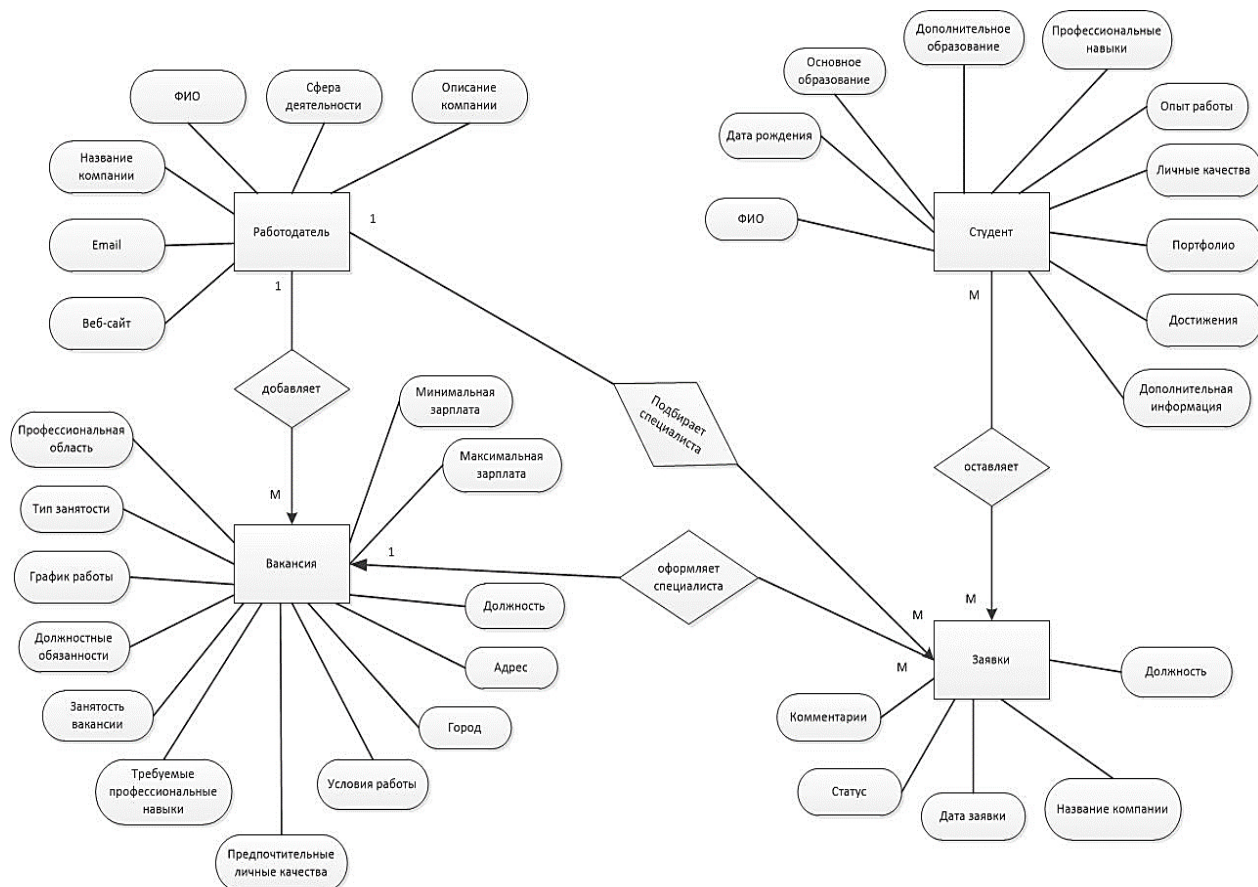 ФИО
Сфера
деятельности
Описание
компании
Название
компании
Email
Веб-сайт
Работодатель
1
1
добавляет
М
Дополнительное
образование
Профессиональные
навыки
Основное
образование
Опыт работы
Дата рождения
Личные качества
ФИО
Студент
Портфолио
М
Достижения
Дополнительная
информация
Подбирает
специалиста
оставляет
М
Минимальная
зарплата
Максимальная
зарплата
Профессиональная
область
Тип занятости
График работы
Должностные
обязанности
Занятость
вакансии
Требуемые
профессиональные
навыки
Предпочтительные
личные качества
Условия работы
Город
Адрес
Должность
Вакансия
1
оформляет
специалиста
М
М
Заявки
Должность
Комментарии
Статус
Дата заявки
Название компании